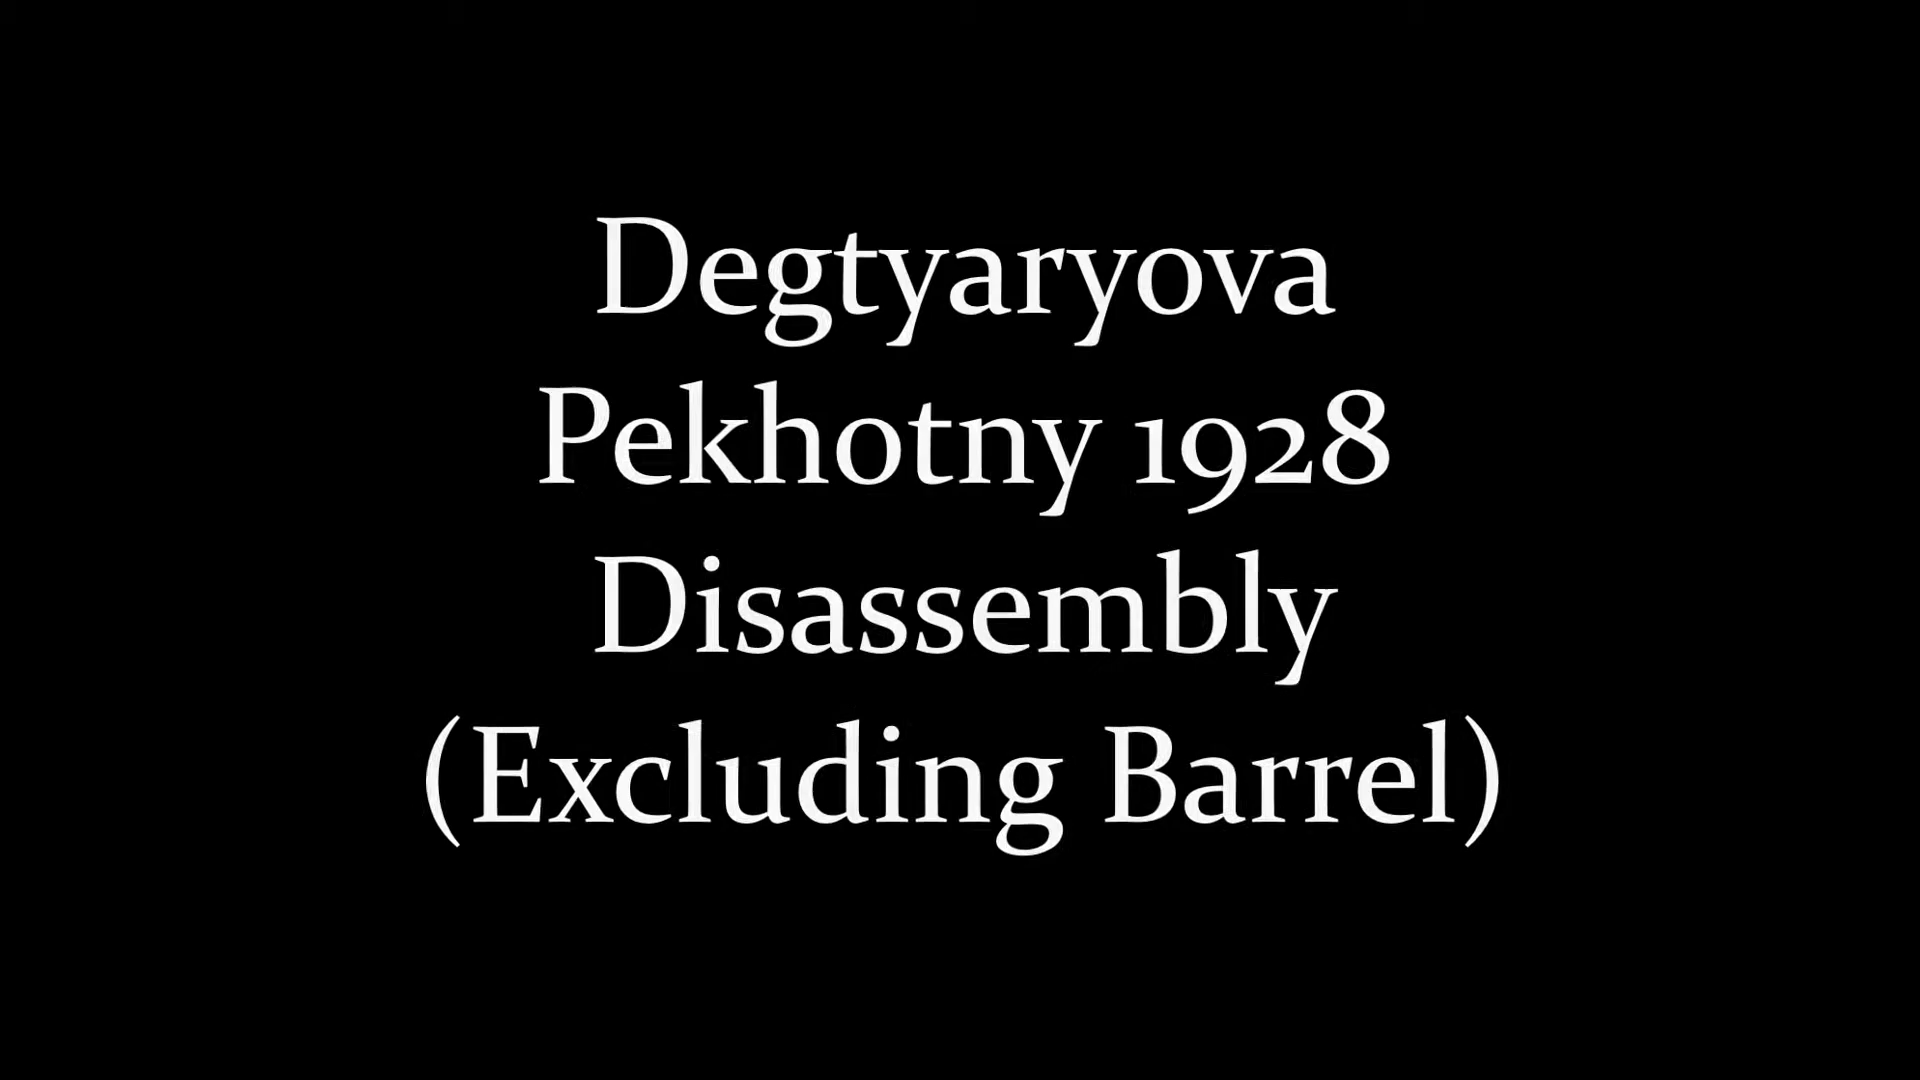 Degtyaryova
Pekhotny 1928
Disassembly
(Excluding Barrel)